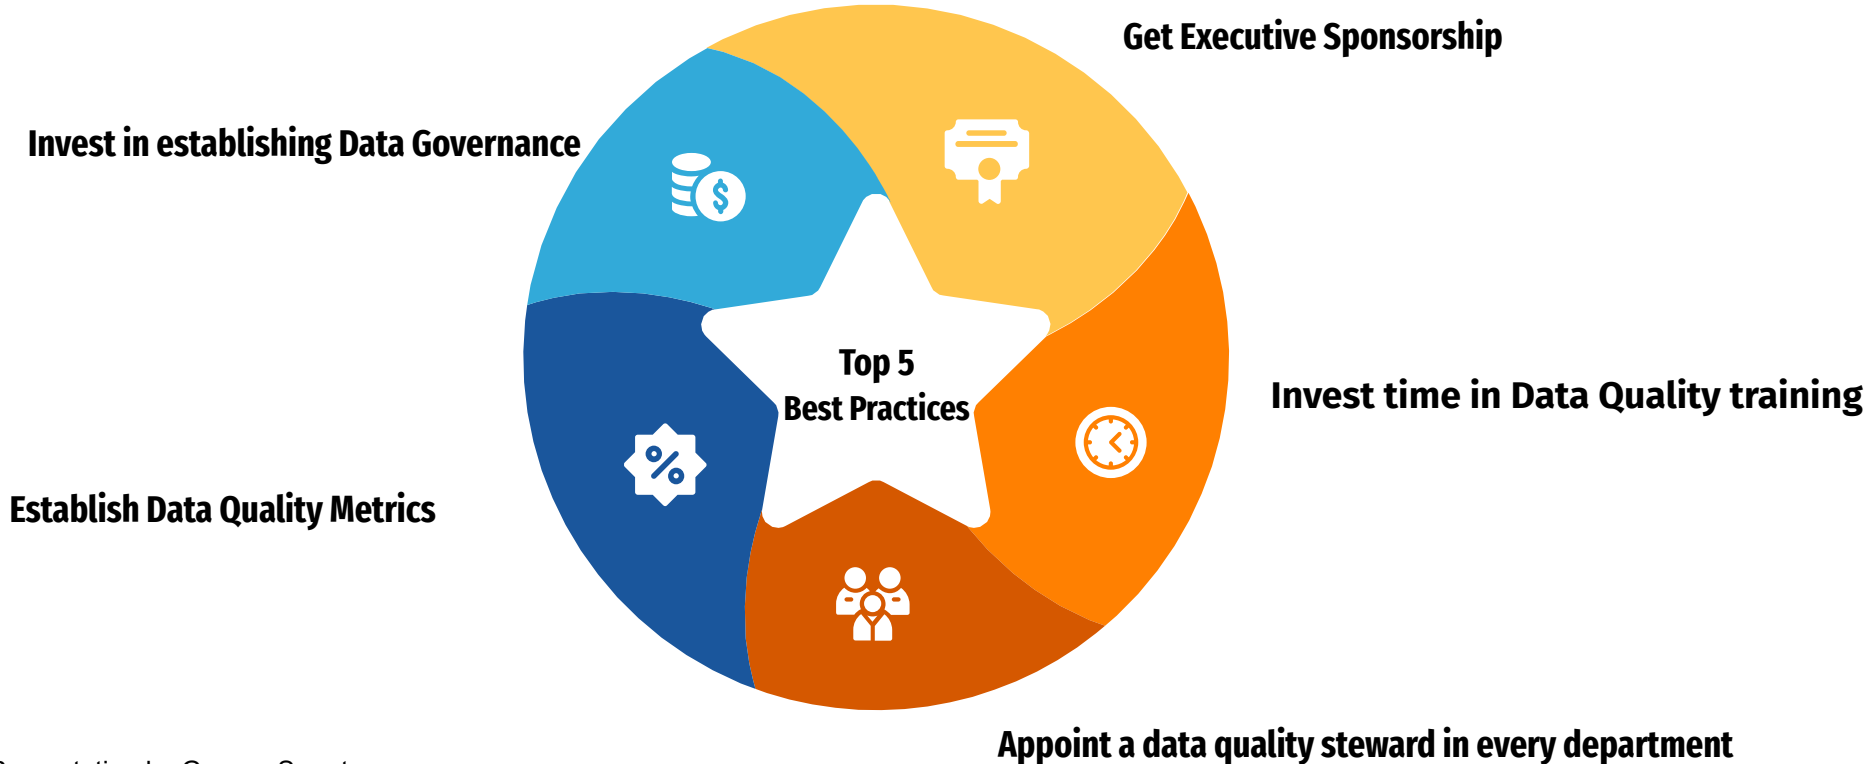 Get Executive Sponsorship
Invest in establishing Data Governance
Top 5
Best Practices
Invest time in Data Quality training
Establish Data Quality Metrics
Appoint a data quality steward in every department